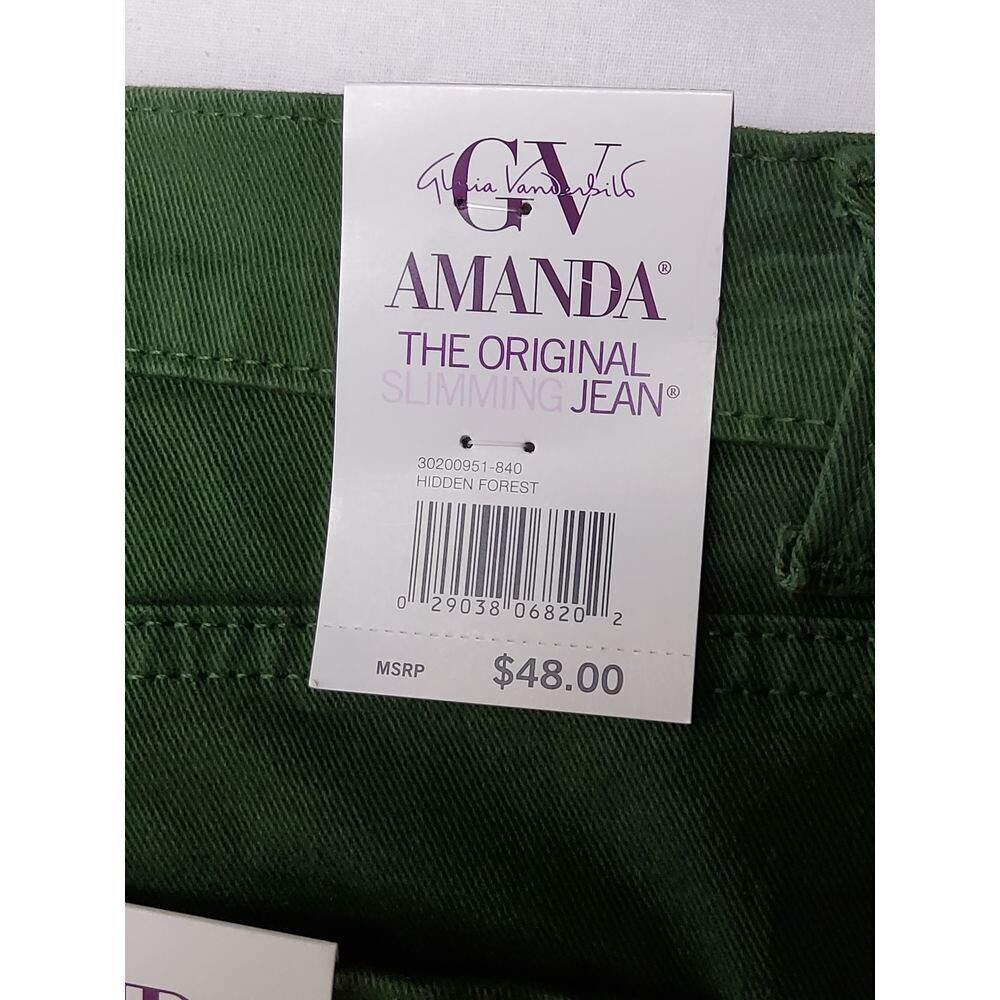 GV
Gloria Vanderbilt
AMANDA®
THE ORIGINAL
SLIMMING JEAN®
30200951-840
HIDDEN FOREST
0 29038 06820 2
MSRP $48.00